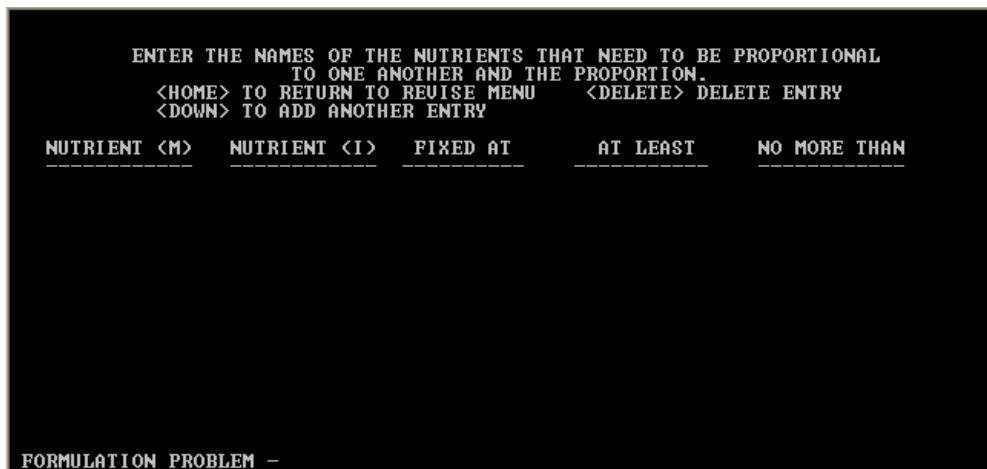 ENTER THE NAMES OF THE NUTRIENTS THAT NEED TO BE PROPORTIONAL
TO ONE ANOTHER AND THE PROPORTION.
<HOME> TO RETURN TO REVISE MENU <DELETE> DELETE ENTRY
<DOWN> TO ADD ANOTHER ENTRY
NUTRIENT (M) NUTRIENT (I) FIXED AT AT LEAST NO MORE THAN
FORMULATION PROBLEM -